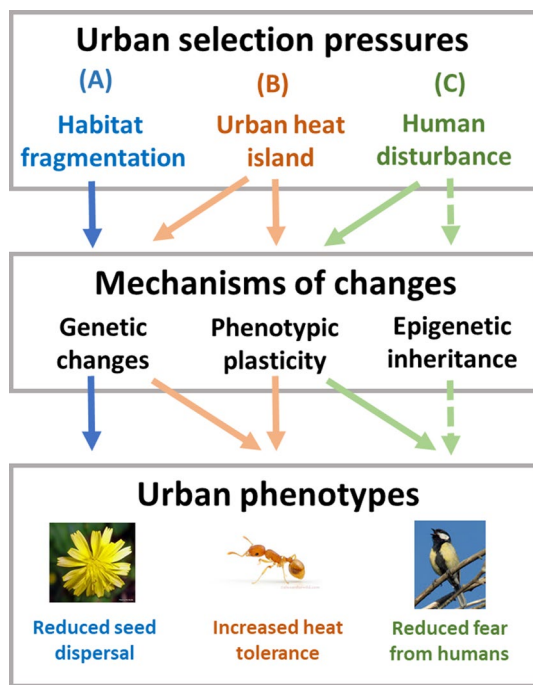 Urban selection pressures
(A)
(B)
(C)
Habitat
fragmentation
Urban heat
island
Human
disturbance
Mechanisms of changes
Genetic
changes
Phenotypic
plasticity
Epigenetic
inheritance
Urban phenotypes
Reduced seed
dispersal
Increased heat
tolerance
Reduced fear
from humans